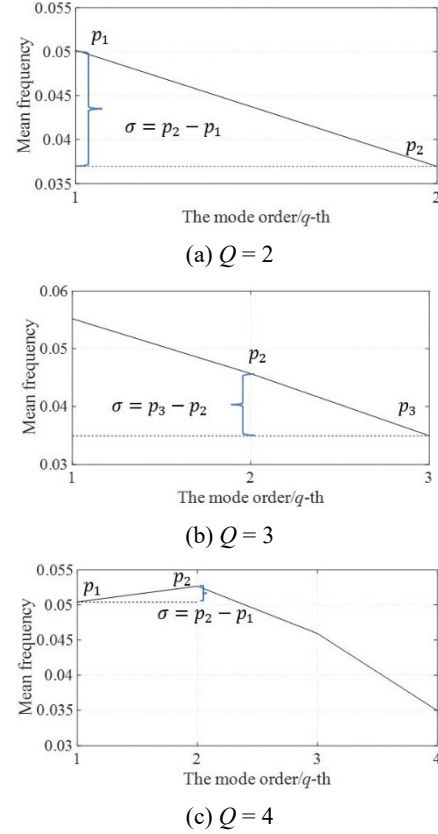 0.05
0.045
0.04
0.035
Mean frequency
p₁
σ = p₂ − p₁
p₂
1
2
The mode order/q-th
(a) Q = 2
0.06
0.05
0.04
0.03
Mean frequency
p₂
σ = p₃ − p₂
p₃
1
2
3
The mode order/q-th
(b) Q = 3
0.055
0.05
0.045
0.04
0.035
0.03
Mean frequency
p₁
p₂
σ = p₂ − p₁
1
2
3
4
The mode order/q-th
(c) Q = 4